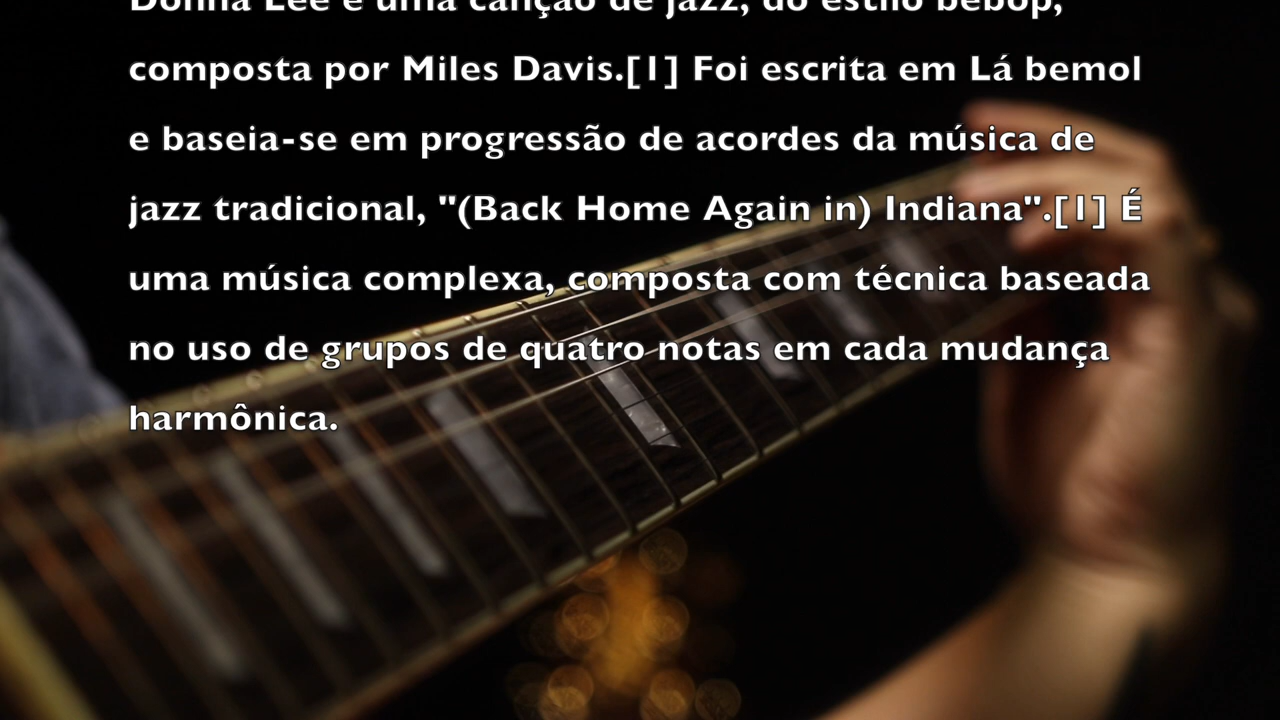 Donna Lee é uma canção de jazz, do estilo bebop,
composta por Miles Davis.[1] Foi escrita em Lá bemol
e baseia-se em progressão de acordes da música de
jazz tradicional, "(Back Home Again in) Indiana".[1] É
uma música complexa, composta com técnica baseada
no uso de grupos de quatro notas em cada mudança
harmônica.